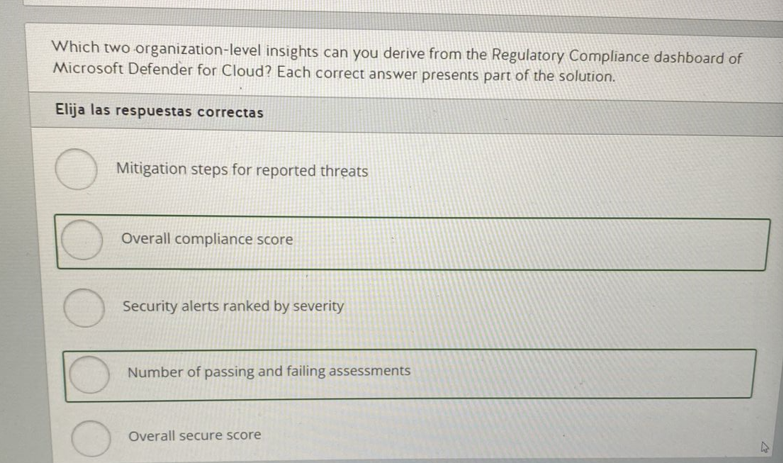 Which two organization-level insights can you derive from the Regulatory Compliance dashboard of
Microsoft Defender for Cloud? Each correct answer presents part of the solution.
Elija las respuestas correctas
Mitigation steps for reported threats
Overall compliance score
Security alerts ranked by severity
Number of passing and failing assessments
Overall secure score